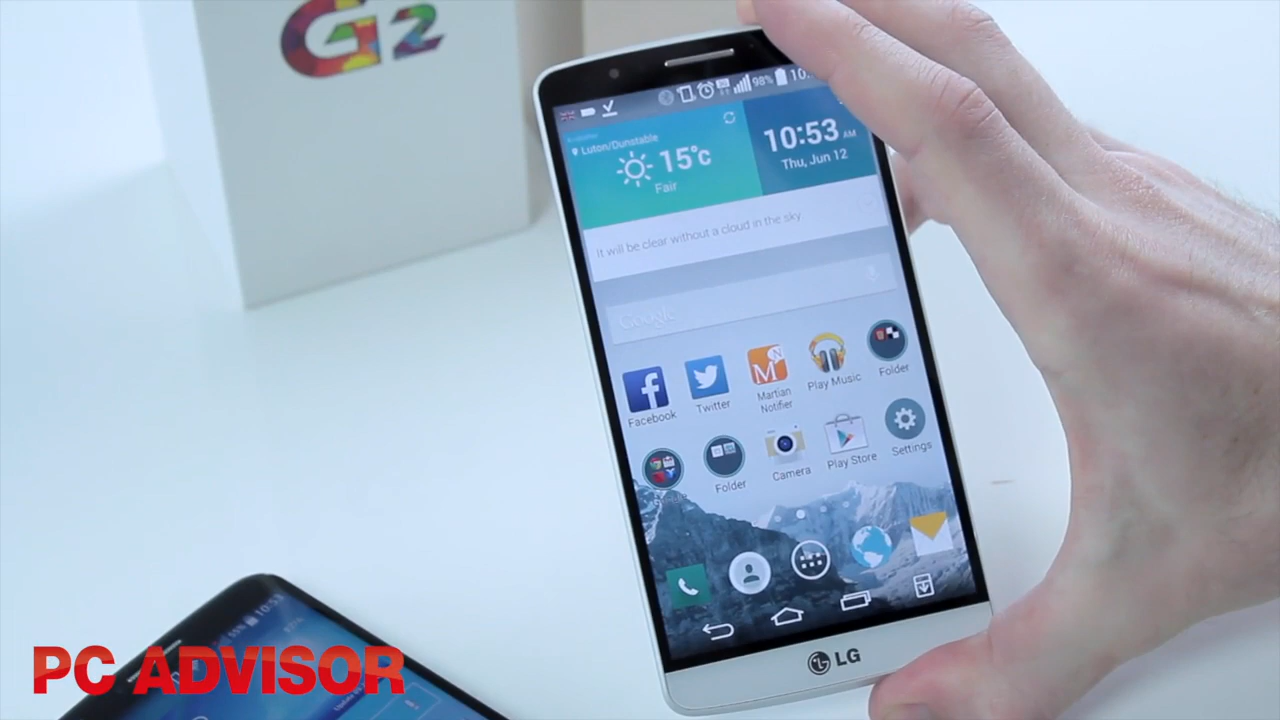 G2
98%
Luton/Dunstable
15°c
Fair
10:53 AM
Thu, Jun 12
It will be clear without a cloud in the sky
Google
Facebook
Twitter
Martian
Notifier
Play Music
Folder
Folder
Camera
Play Store
Settings
LG
PC ADVISOR